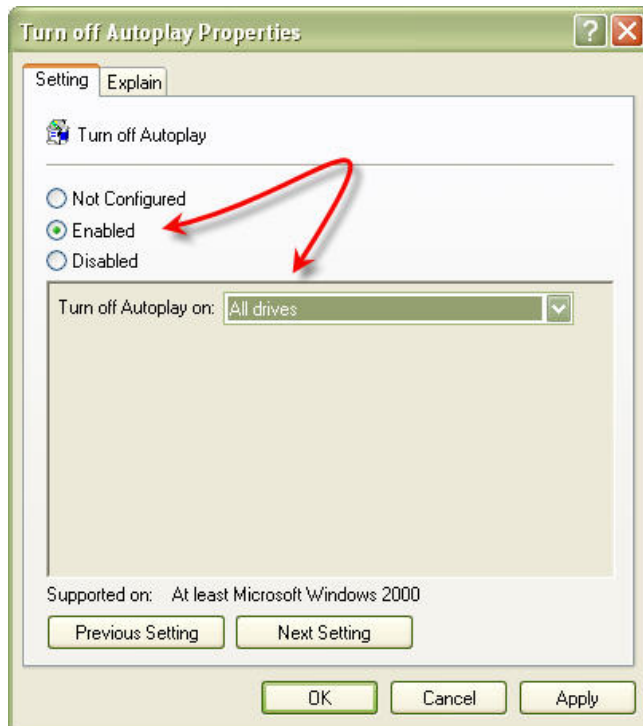 Turn off Autoplay Properties
Setting Explain
Turn off Autoplay
Not Configured
Enabled
Disabled
Turn off Autoplay on: All drives
Supported on: At least Microsoft Windows 2000
Previous Setting Next Setting
OK Cancel Apply